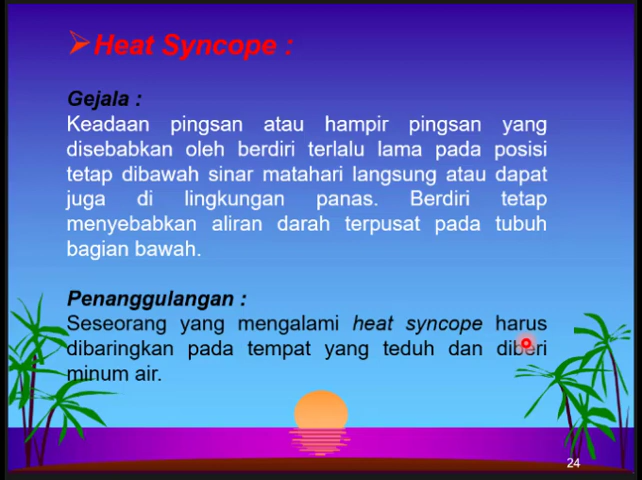 Heat Syncope :
Gejala :
Keadaan pingsan atau hampir pingsan yang
disebabkan oleh berdiri terlalu lama pada posisi
tetap dibawah sinar matahari langsung atau dapat
juga di lingkungan panas. Berdiri tetap
menyebabkan aliran darah terpusat pada tubuh
bagian bawah.
Penanggulangan :
Seseorang yang mengalami heat syncope harus
dibaringkan pada tempat yang teduh dan diberi
minum air.
24